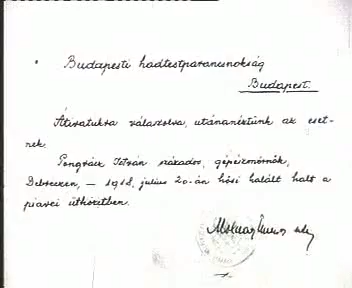 Budapesti hadtestparancsnokság
Budapest.
Átiratukra válaszolva, utánanéztünk az eset-
nek.
Pongrácz István százados, gépészmérnök,
Debrecen, – 1918. július 20-án hősi halált halt a
piavei ütközetben.